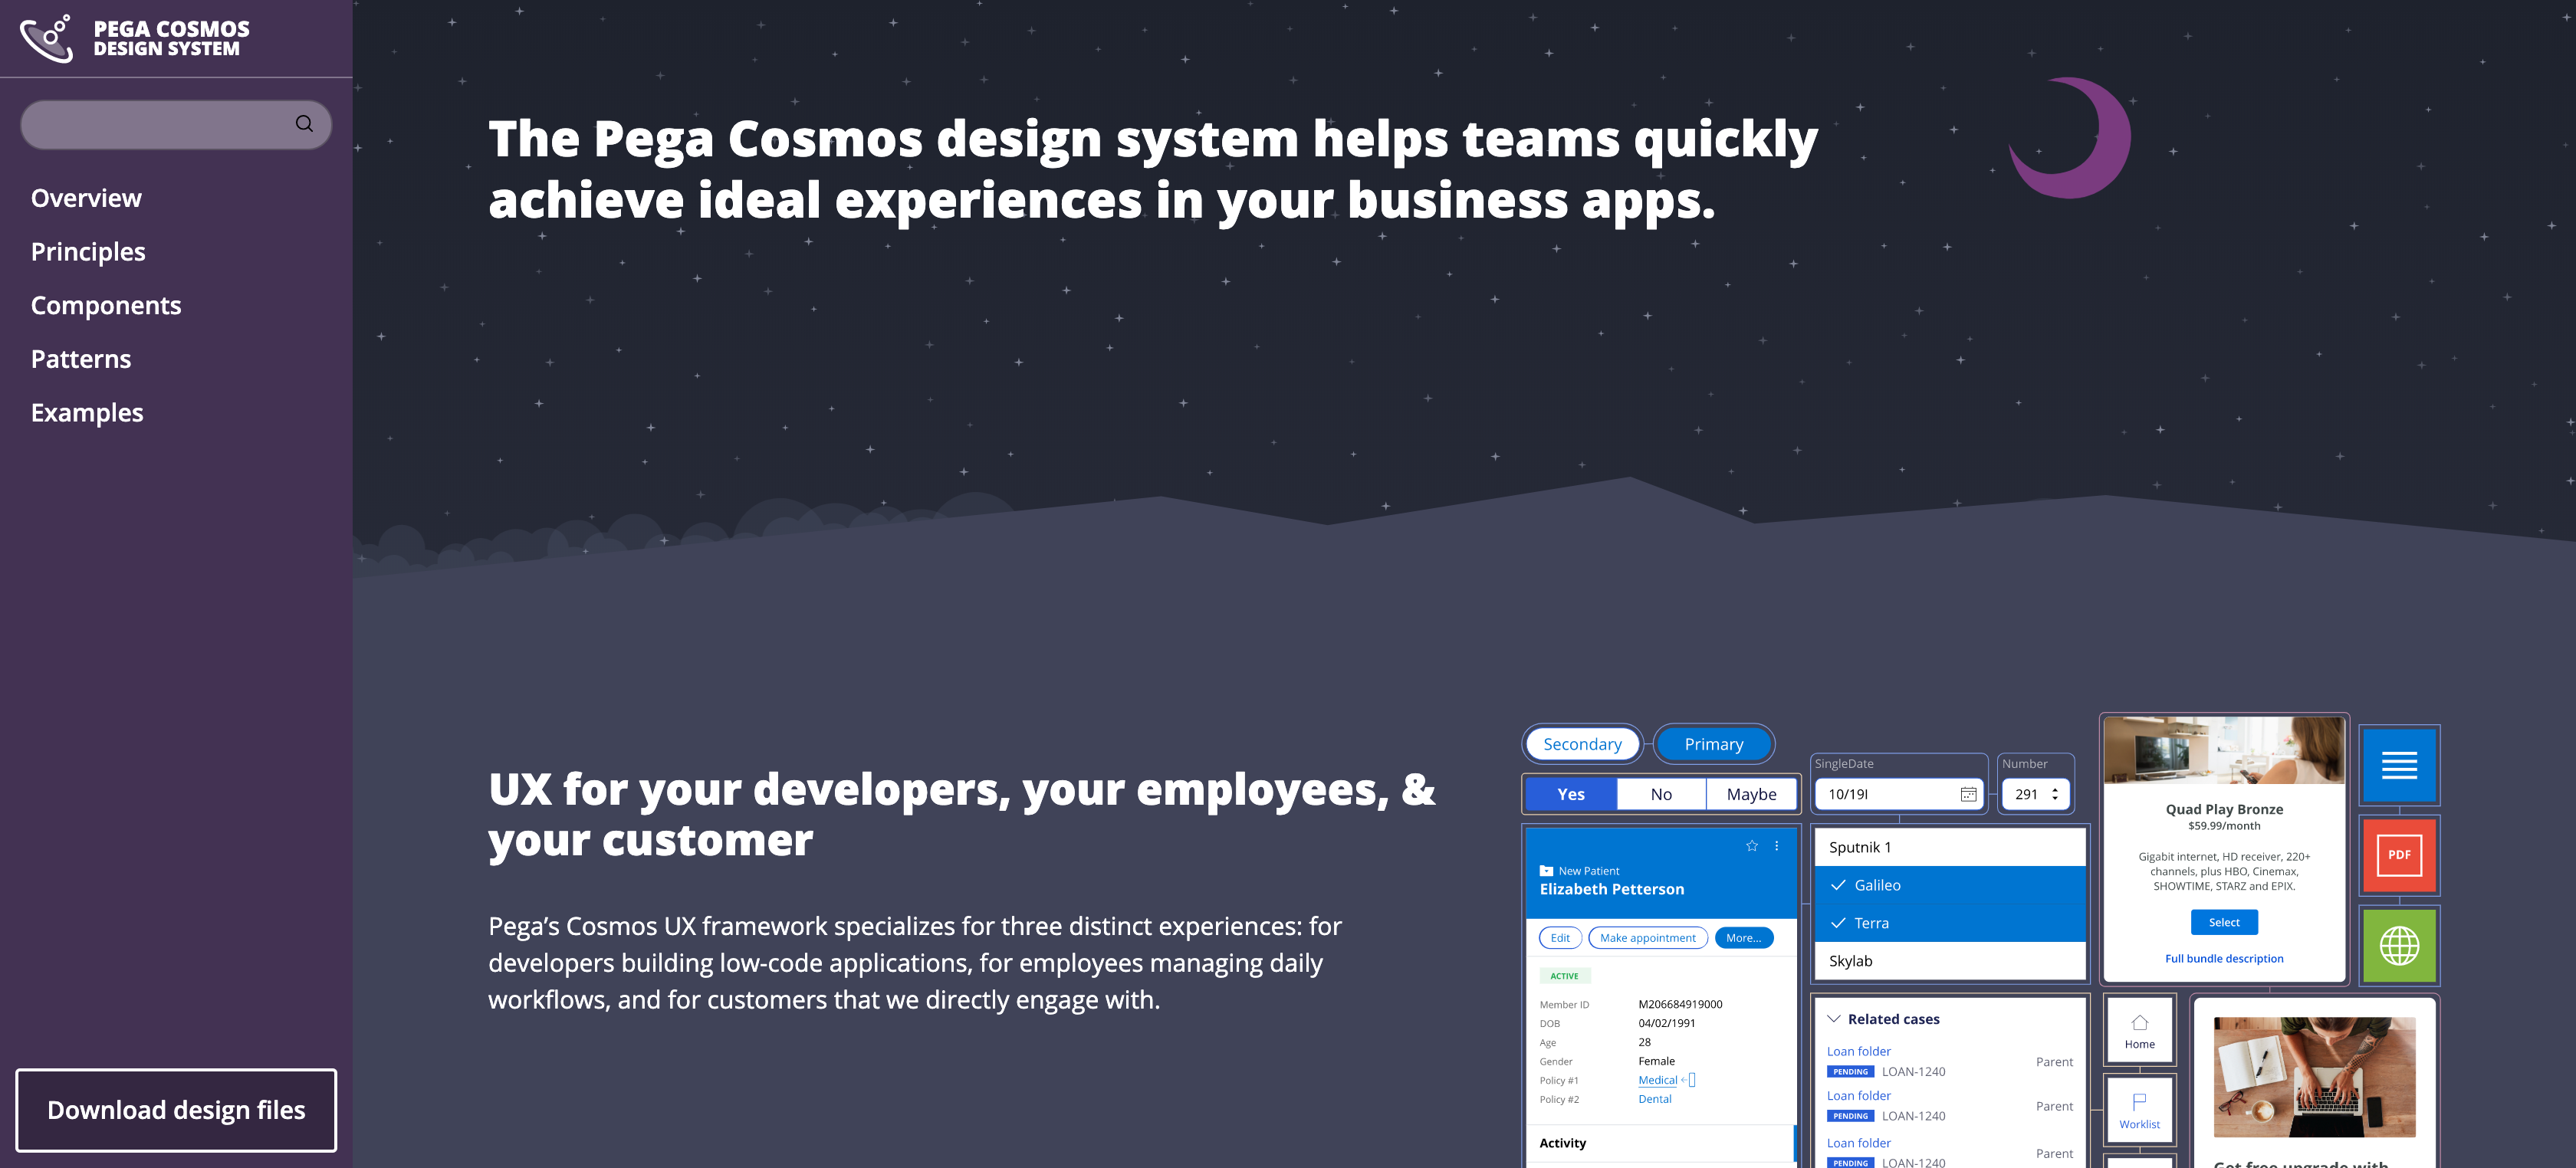 PEGA COSMOS
DESIGN SYSTEM
Overview
Principles
Components
Patterns
Examples
Download design files
The Pega Cosmos design system helps teams quickly
achieve ideal experiences in your business apps.
UX for your developers, your employees, &
your customer
Pega’s Cosmos UX framework specializes for three distinct experiences: for
developers building low-code applications, for employees managing daily
workflows, and for customers that we directly engage with.
Secondary
Primary
Yes
No
Maybe
New Patient
Elizabeth Petterson
Edit
Make appointment
More...
ACTIVE
Member ID M206684919000
DOB 04/02/1991
Age 28
Gender Female
Policy #1 Medical
Policy #2 Dental
Activity
SingleDate
10/19I
Number
291
Sputnik 1
Galileo
Terra
Skylab
Related cases
Loan folder
PENDING LOAN-1240
Parent
Loan folder
PENDING LOAN-1240
Parent
Loan folder
PENDING LOAN-1240
Parent
Quad Play Bronze
$59.99/month
Gigabit internet, HD receiver, 220+
channels, plus HBO, Cinemax,
SHOWTIME, STARZ and EPIX.
Select
Full bundle description
PDF
Home
Worklist
Get free upgrade with